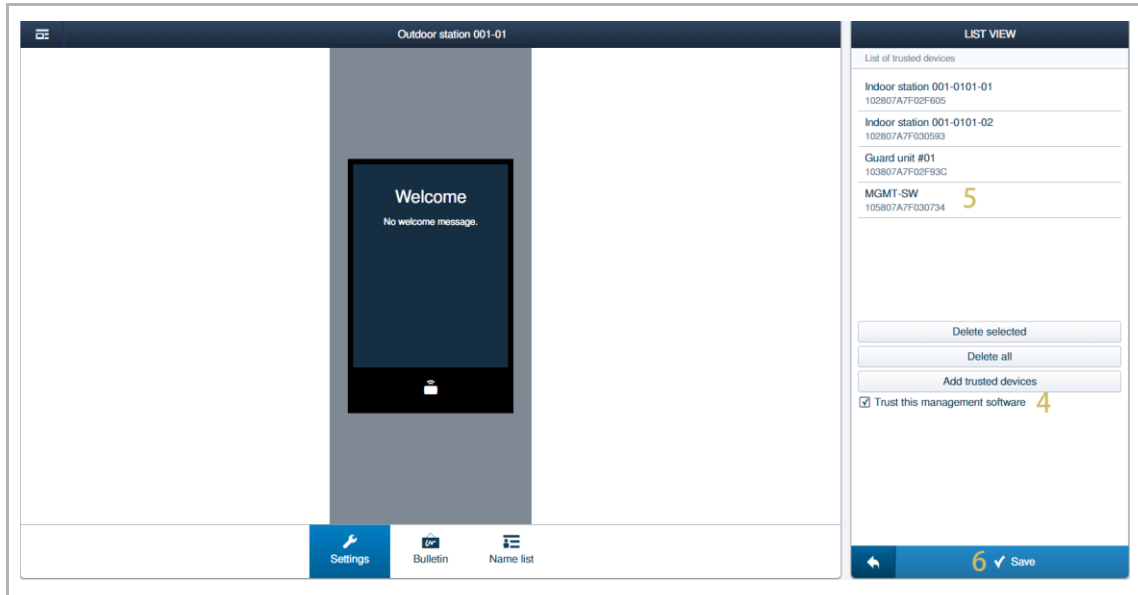 Outdoor station 001-01
Welcome
No welcome message.
Settings
Bulletin
Name list
LIST VIEW
List of trusted devices
Indoor station 001-0101-01
102807A7F02F605
Indoor station 001-0101-02
102807A7F030593
Guard unit #01
103807A7F02F93C
MGMT-SW
105807A7F030734
5
Delete selected
Delete all
Add trusted devices
Trust this management software 4
6 Save